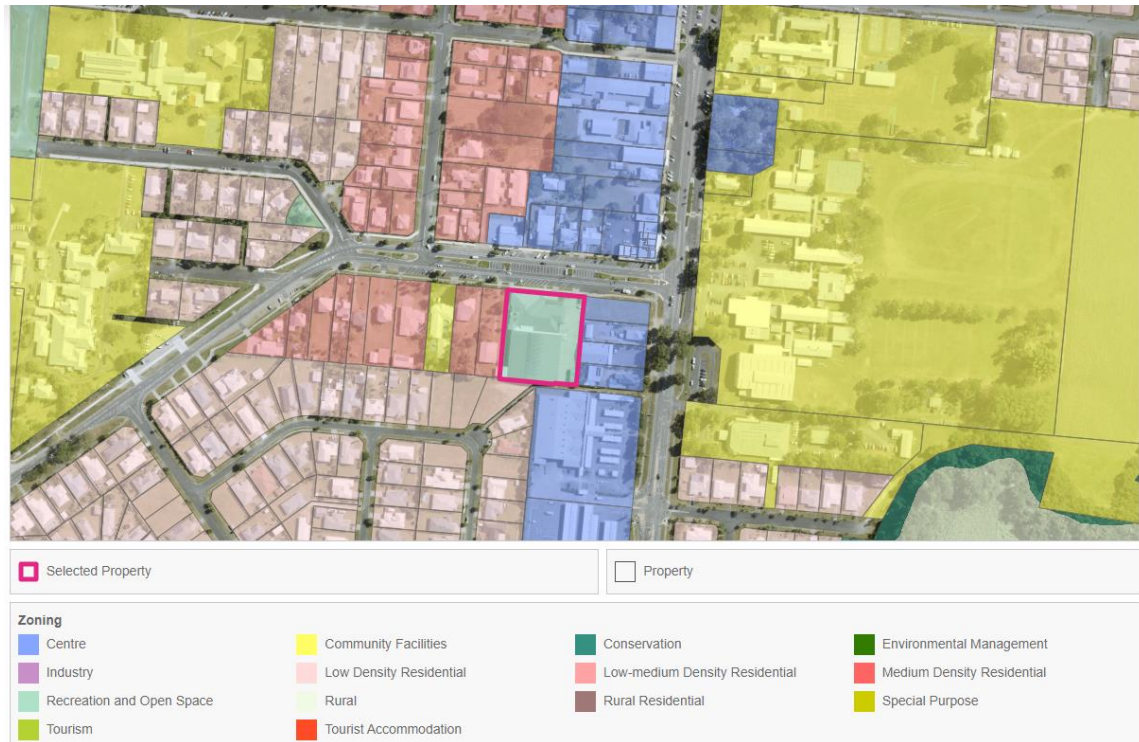 Selected Property
Property
Zoning
Centre
Community Facilities
Conservation
Environmental Management
Industry
Low Density Residential
Low-medium Density Residential
Medium Density Residential
Recreation and Open Space
Rural
Rural Residential
Special Purpose
Tourism
Tourist Accommodation